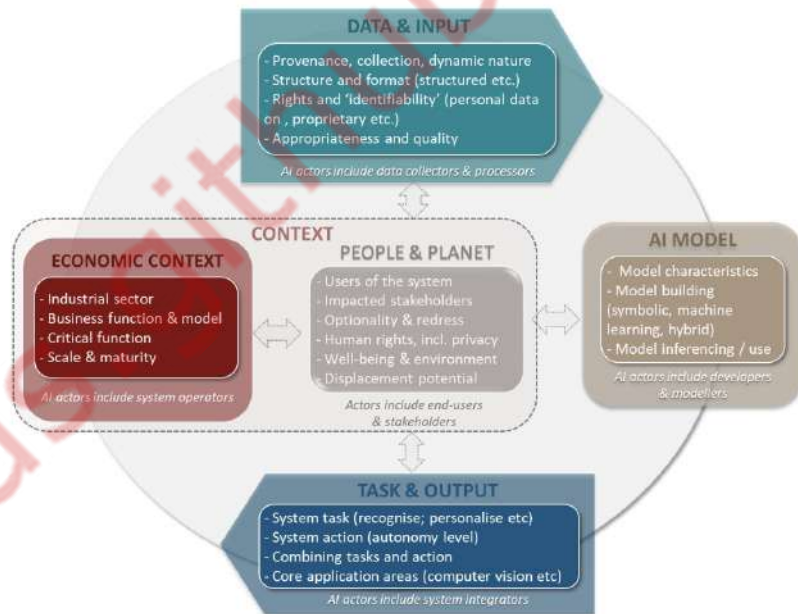 DATA & INPUT
- Provenance, collection, dynamic nature
- Structure and format (structured etc.)
- Rights and 'identifiability' (personal data
on , proprietary etc.)
- Appropriateness and quality
AI actors include data collectors & processors
CONTEXT
ECONOMIC CONTEXT
- Industrial sector
- Business function & model
- Critical function
- Scale & maturity
AI actors include system operators
PEOPLE & PLANET
- Users of the system
- Impacted stakeholders
- Optionality & redress
- Human rights, incl. privacy
- Well-being & environment
- Displacement potential
Actors include end-users
& stakeholders
AI MODEL
- Model characteristics
- Model building
(symbolic, machine
learning, hybrid)
- Model inferencing / use
AI actors include developers
& modellers
TASK & OUTPUT
- System task (recognise; personalise etc)
- System action (autonomy level)
- Combining tasks and action
- Core application areas (computer vision etc)
AI actors include system integrators